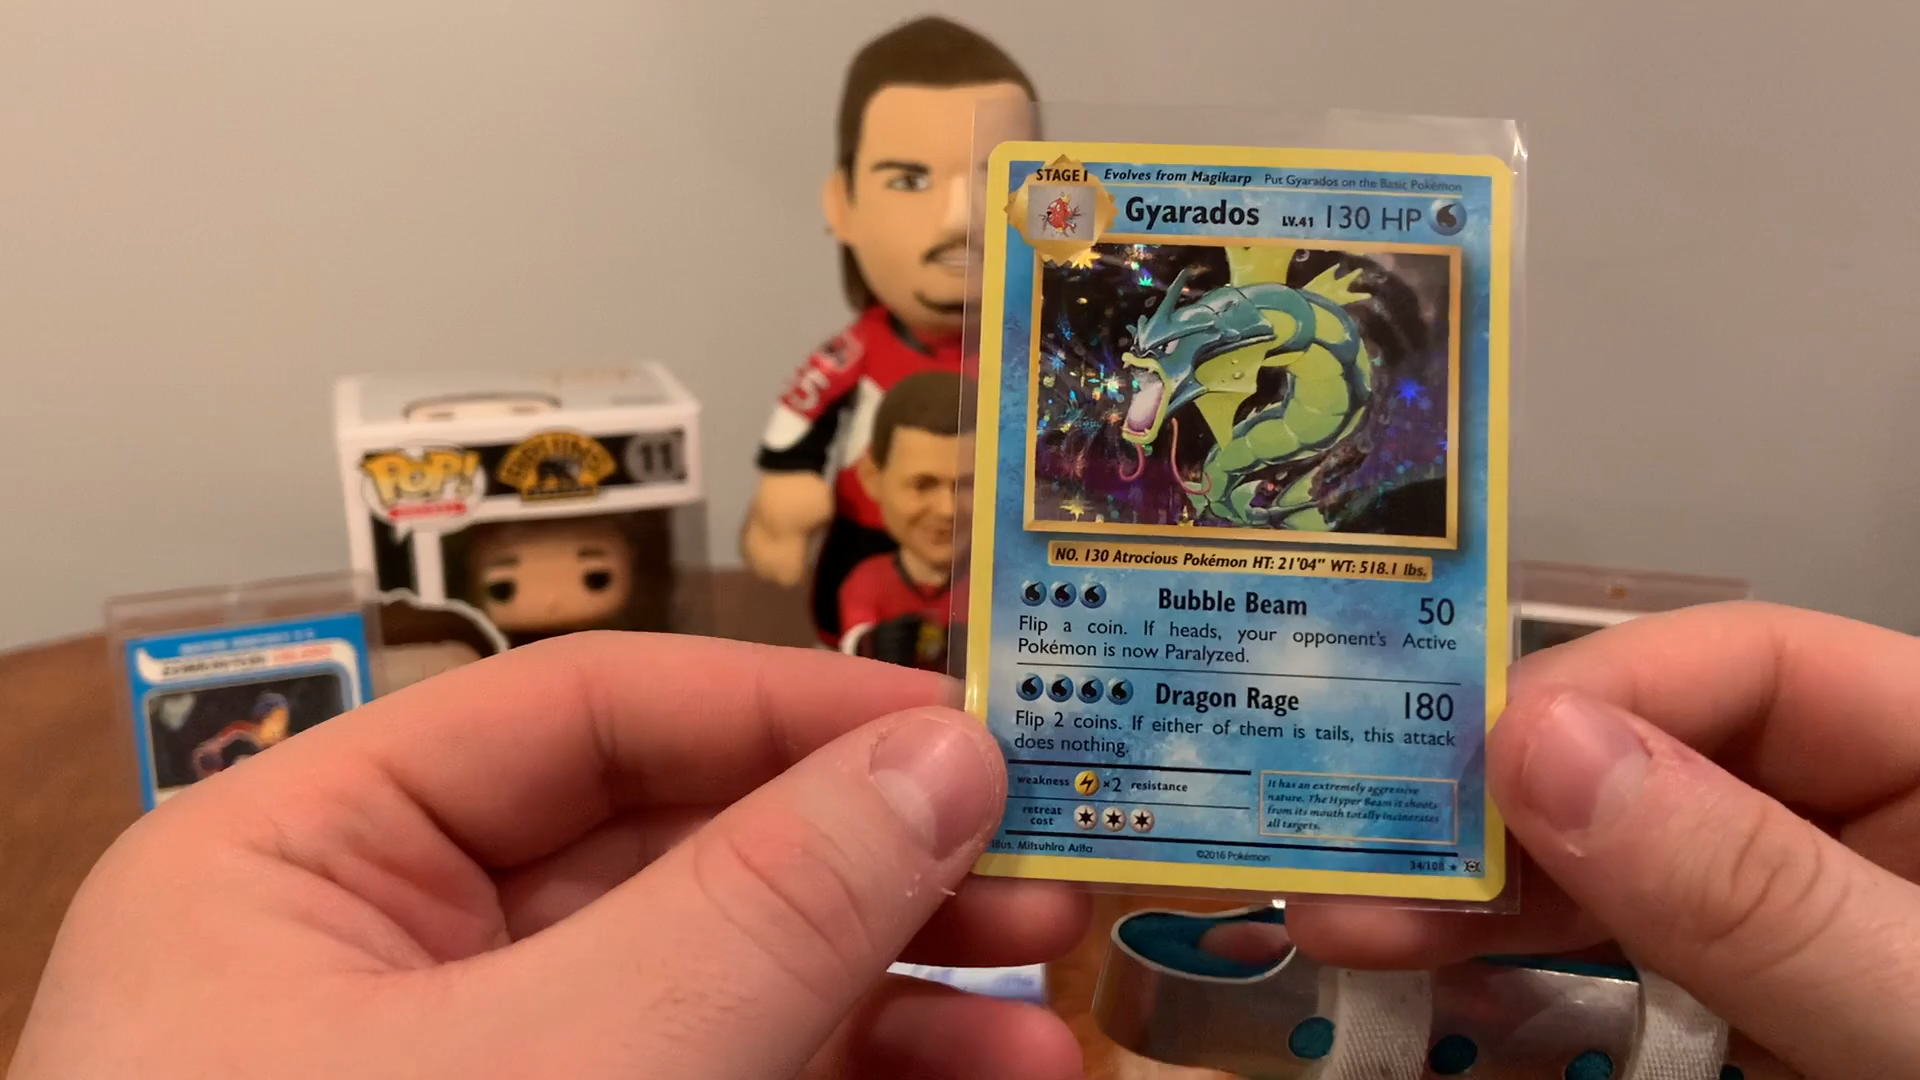 STAGE 1 Evolves from Magikarp Put Gyarados on the Basic Pokémon
Gyarados LV.41 130 HP
NO. 130 Atrocious Pokémon HT: 21'04" WT: 518.1 lbs.
Bubble Beam 50
Flip a coin. If heads, your opponent's Active
Pokémon is now Paralyzed.
Dragon Rage 180
Flip 2 coins. If either of them is tails, this attack
does nothing.
weakness ×2 resistance
retreat
cost
It has an extremely aggressive
nature. The Hyper Beam it shoots
from its mouth totally incinerates
all targets.
Illus. Mitsuhiro Arita
©2016 Pokémon
34/108
POP!
11